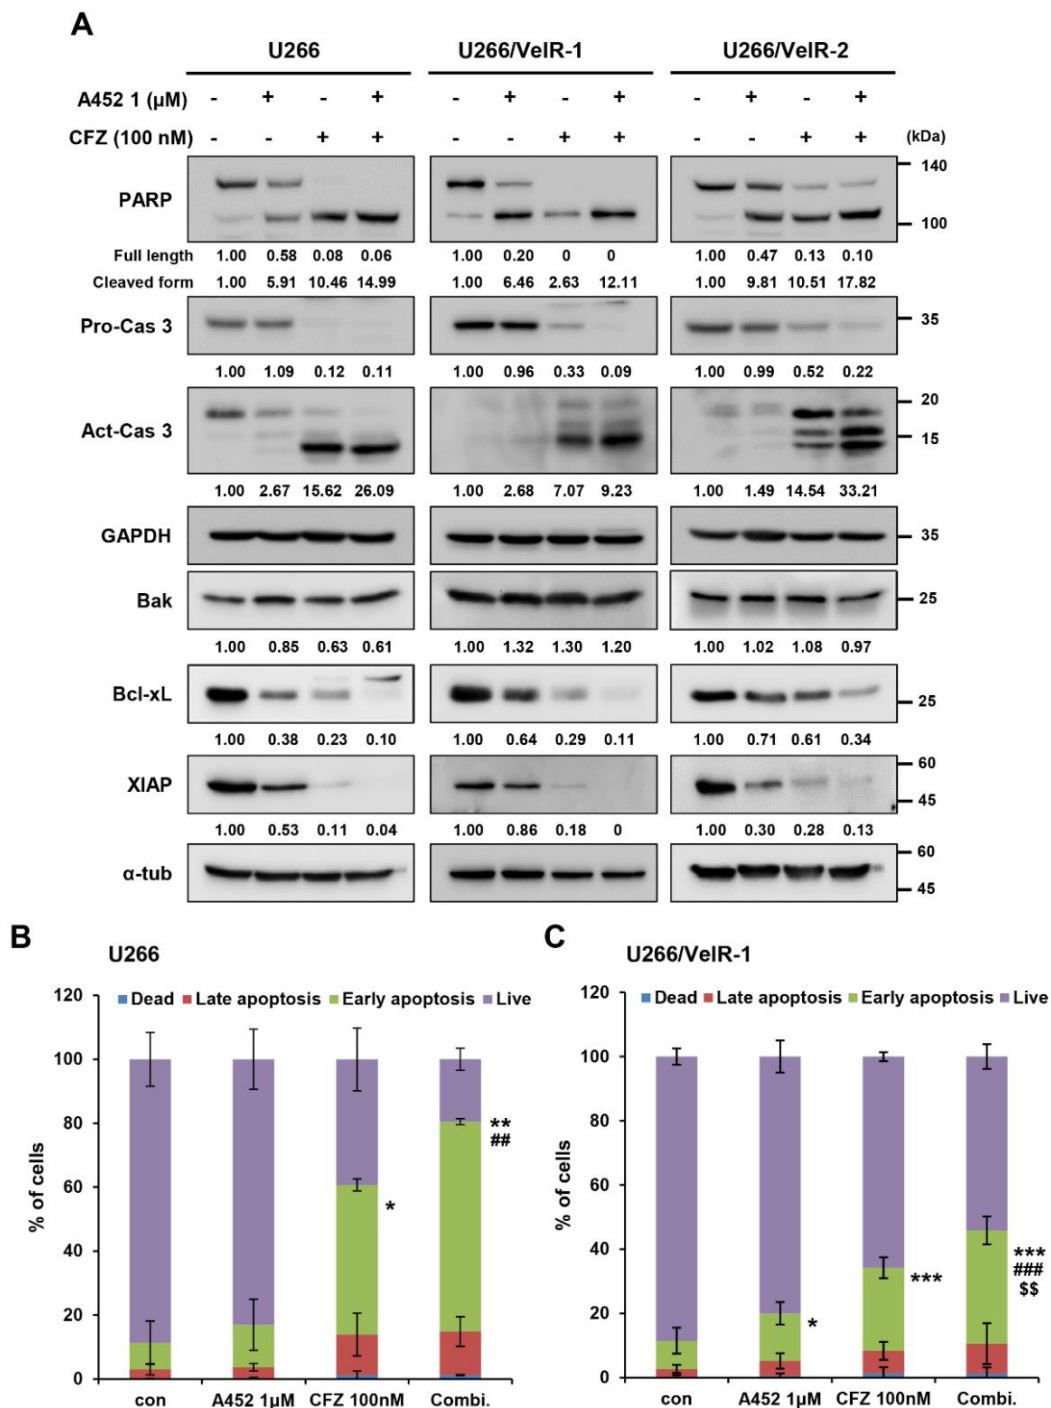 A
U266 U266/VelR-1 U266/VelR-2
A452 1 (µM) - + - + - + - + - + - +
CFZ (100 nM) - - + + - - + + - - + + (kDa)
PARP 140
100
Full length 1.00 0.58 0.08 0.06 1.00 0.20 0 0 1.00 0.47 0.13 0.10
Cleaved form 1.00 5.91 10.46 14.99 1.00 6.46 2.63 12.11 1.00 9.81 10.51 17.82
Pro-Cas 3 35
1.00 1.09 0.12 0.11 1.00 0.96 0.33 0.09 1.00 0.99 0.52 0.22
Act-Cas 3 20
15
1.00 2.67 15.62 26.09 1.00 2.68 7.07 9.23 1.00 1.49 14.54 33.21
GAPDH 35
Bak 25
1.00 0.85 0.63 0.61 1.00 1.32 1.30 1.20 1.00 1.02 1.08 0.97
Bcl-xL 25
1.00 0.38 0.23 0.10 1.00 0.64 0.29 0.11 1.00 0.71 0.61 0.34
XIAP 60
45
1.00 0.53 0.11 0.04 1.00 0.86 0.18 0 1.00 0.30 0.28 0.13
α-tub 60
45
B
U266
Dead Late apoptosis Early apoptosis Live
% of cells
120
100
80
60
40
20
0
*
**
##
con A452 1µM CFZ 100nM Combi.
C
U266/VelR-1
Dead Late apoptosis Early apoptosis Live
% of cells
120
100
80
60
40
20
0
*
***
***
###
$$
con A452 1µM CFZ 100nM Combi.